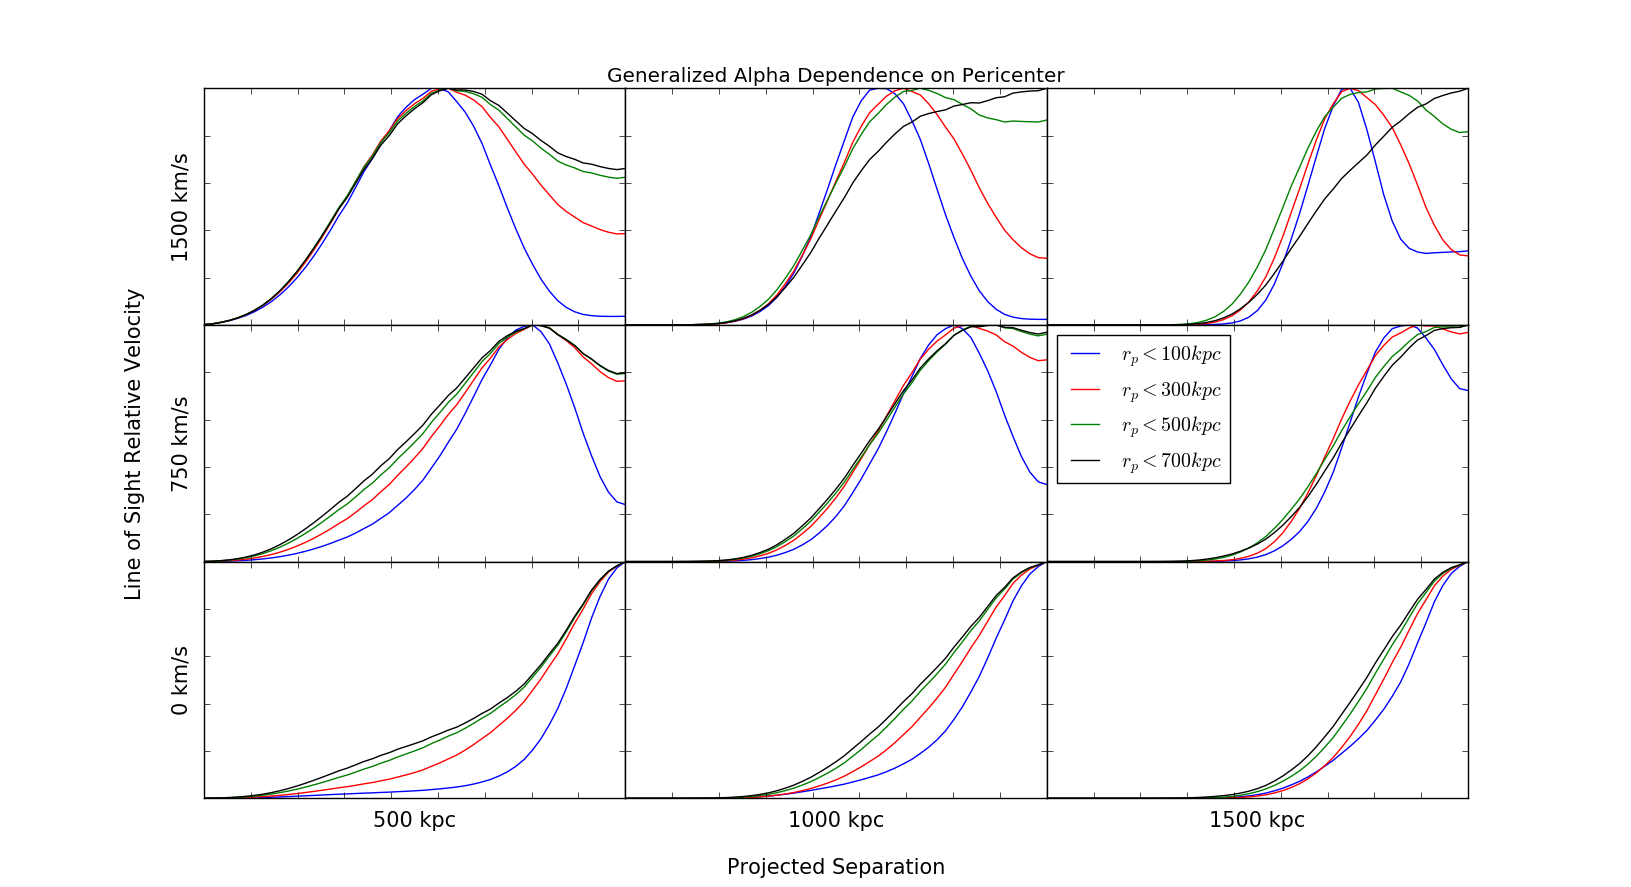 Generalized Alpha Dependence on Pericenter
Line of Sight Relative Velocity
1500 km/s
750 km/s
0 km/s
r_p < 100kpc
r_p < 300kpc
r_p < 500kpc
r_p < 700kpc
500 kpc
1000 kpc
1500 kpc
Projected Separation